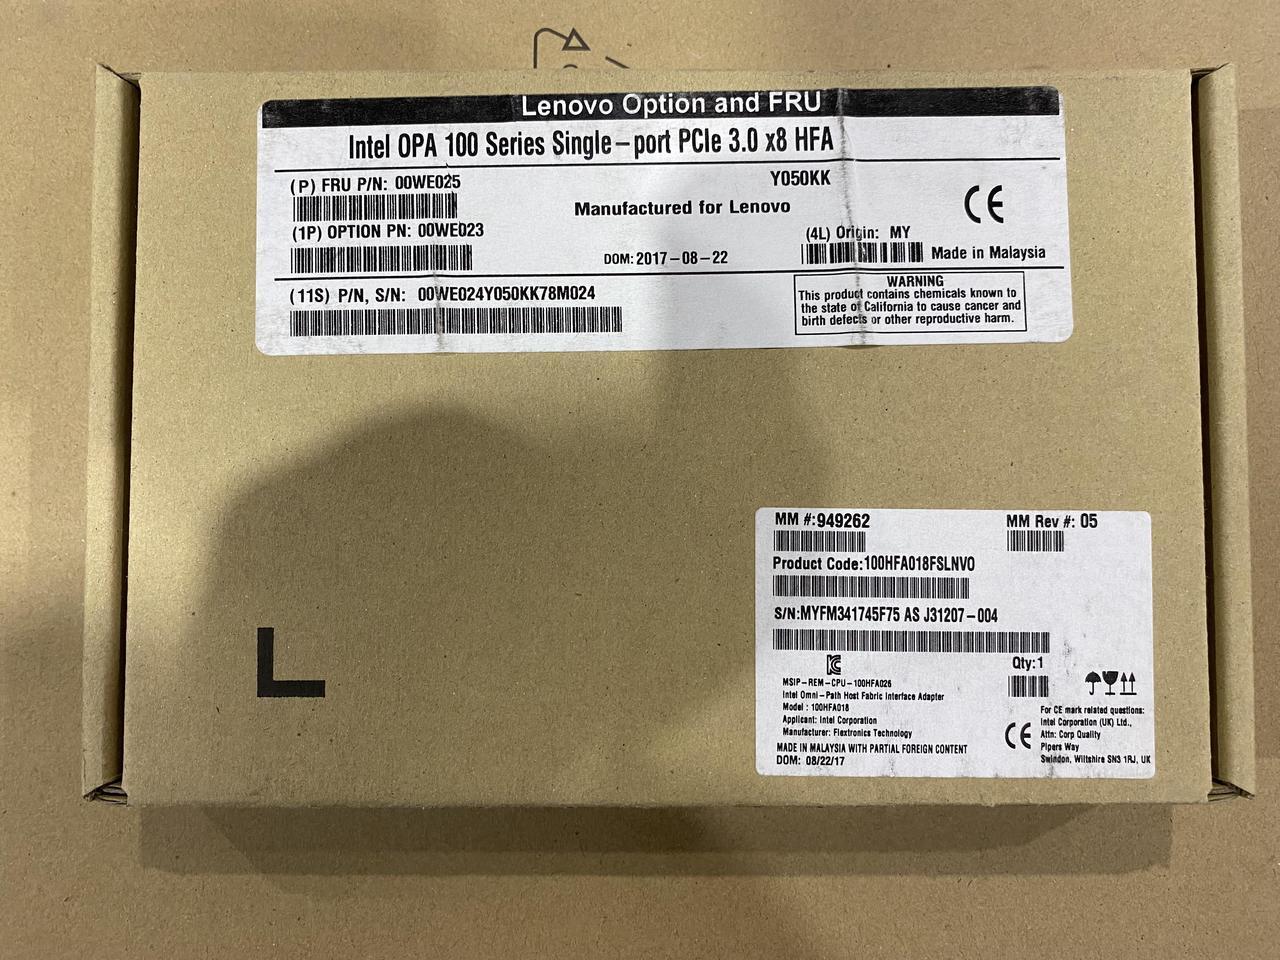 Lenovo Option and FRU
Intel OPA 100 Series Single-port PCIe 3.0 x8 HFA
(P) FRU P/N: 00WE025
Y050KK
Manufactured for Lenovo
CE
(1P) OPTION PN: 00WE023
(4L) Origin: MY
DOM: 2017-08-22
Made in Malaysia
(11S) P/N, S/N: 00WE024Y050KK78M024
WARNING
This product contains chemicals known to
the state of California to cause cancer and
birth defects or other reproductive harm.
L
MM #:949262
MM Rev #: 05
Product Code:100HFA018FSLNVO
S/N:MYFM341745F75 AS J31207-004
Qty:1
MSIP-REM-CPU-100HFA026
Intel Omni-Path Host Fabric Interface Adapter
Model : 100HFA018
Applicant: Intel Corporation
Manufacturer: Flextronics Technology
MADE IN MALAYSIA WITH PARTIAL FOREIGN CONTENT
DOM: 08/22/17
CE
For CE mark related questions:
Intel Corporation (UK) Ltd.,
Attn: Corp Quality
Pipers Way
Swindon, Wiltshire SN3 1RJ, UK